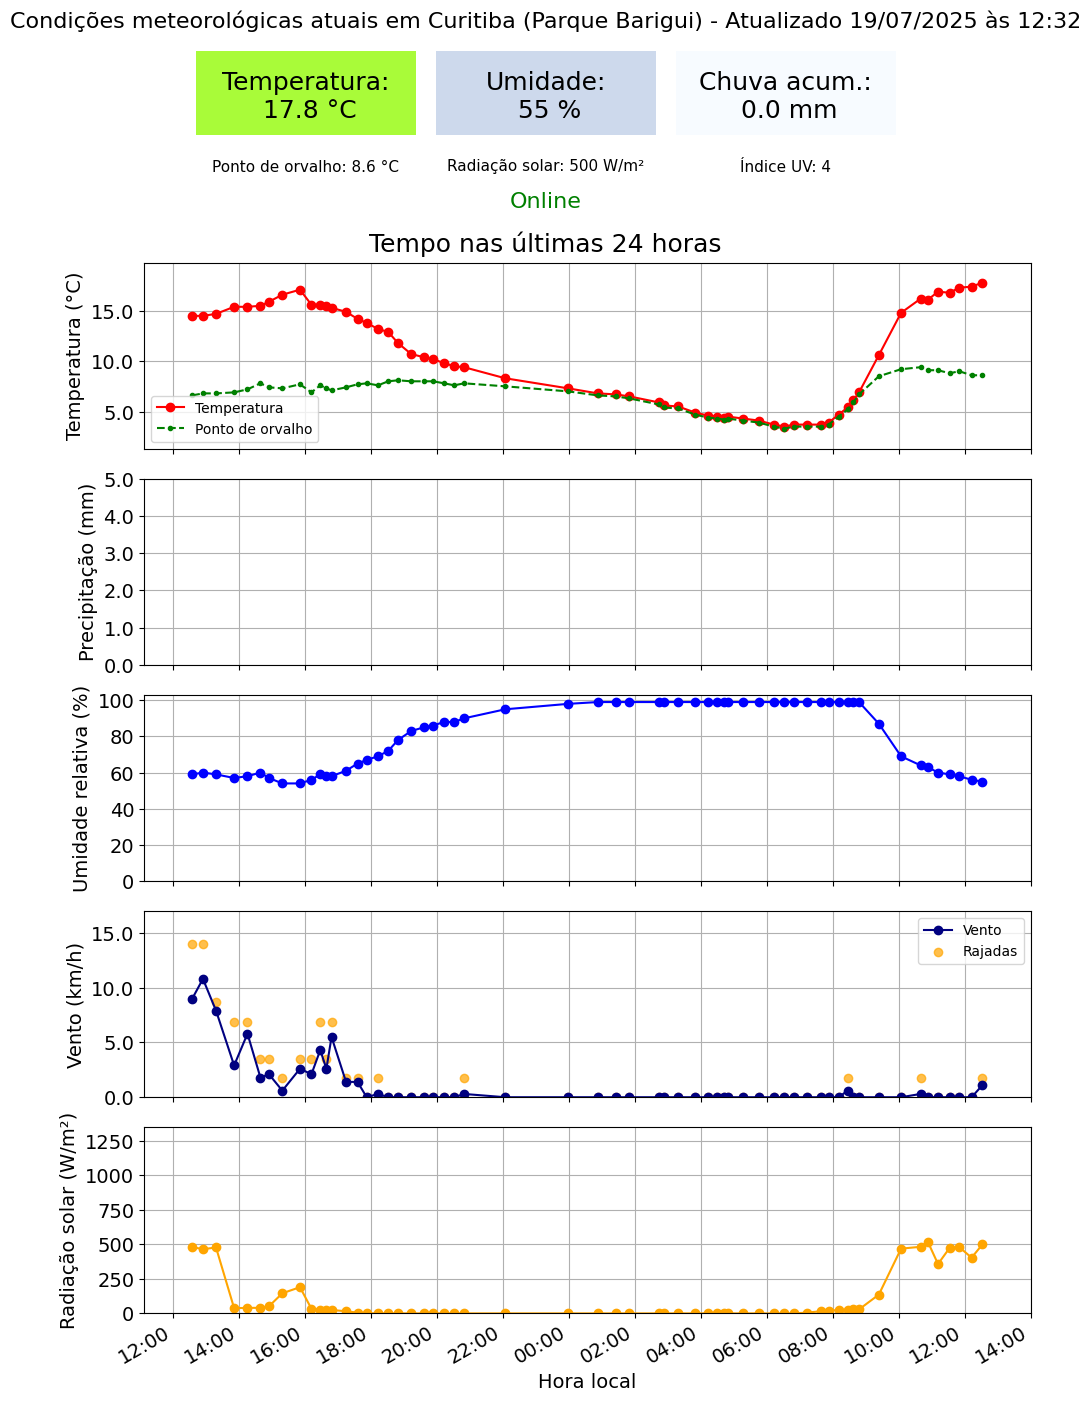 Condições meteorológicas atuais em Curitiba (Parque Barigui) - Atualizado 19/07/2025 às 12:32
Temperatura:
17.8 °C
Umidade:
55 %
Chuva acum.:
0.0 mm
Ponto de orvalho: 8.6 °C
Radiação solar: 500 W/m²
Índice UV: 4
Online
Tempo nas últimas 24 horas
Temperatura (°C)
15.0
10.0
5.0
Temperatura
Ponto de orvalho
Precipitação (mm)
5.0
4.0
3.0
2.0
1.0
0.0
Umidade relativa (%)
100
80
60
40
20
0
Vento (km/h)
15.0
10.0
5.0
0.0
Vento
Rajadas
Radiação solar (W/m²)
1250
1000
750
500
250
0
12:00
14:00
16:00
18:00
20:00
22:00
00:00
02:00
04:00
06:00
08:00
10:00
12:00
14:00
Hora local